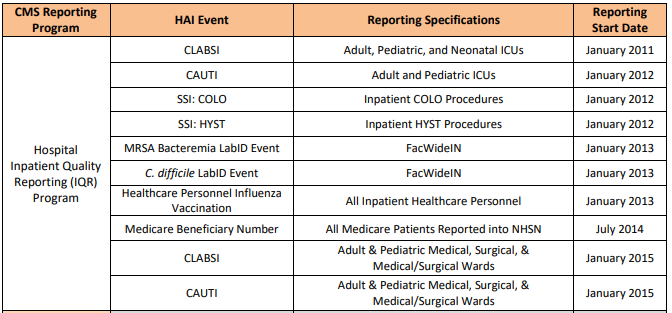 CMS Reporting Program HAI Event Reporting Specifications Reporting Start Date
Hospital Inpatient Quality Reporting (IQR) Program
CLABSI Adult, Pediatric, and Neonatal ICUs January 2011
CAUTI Adult and Pediatric ICUs January 2012
SSI: COLO Inpatient COLO Procedures January 2012
SSI: HYST Inpatient HYST Procedures January 2012
MRSA Bacteremia LabID Event FacWideIN January 2013
C. difficile LabID Event FacWideIN January 2013
Healthcare Personnel Influenza Vaccination All Inpatient Healthcare Personnel January 2013
Medicare Beneficiary Number All Medicare Patients Reported into NHSN July 2014
CLABSI Adult & Pediatric Medical, Surgical, & Medical/Surgical Wards January 2015
CAUTI Adult & Pediatric Medical, Surgical, & Medical/Surgical Wards January 2015